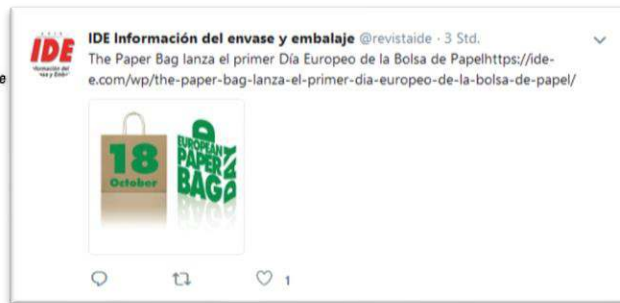 IDE
IDE Información del envase y embalaje @revistaide · 3 Std.
The Paper Bag lanza el primer Día Europeo de la Bolsa de Papelhttps://ide-
e.com/wp/the-paper-bag-lanza-el-primer-dia-europeo-de-la-bolsa-de-papel/
e
18
October
EUROPEAN
PAPER
BAG
DAY
1